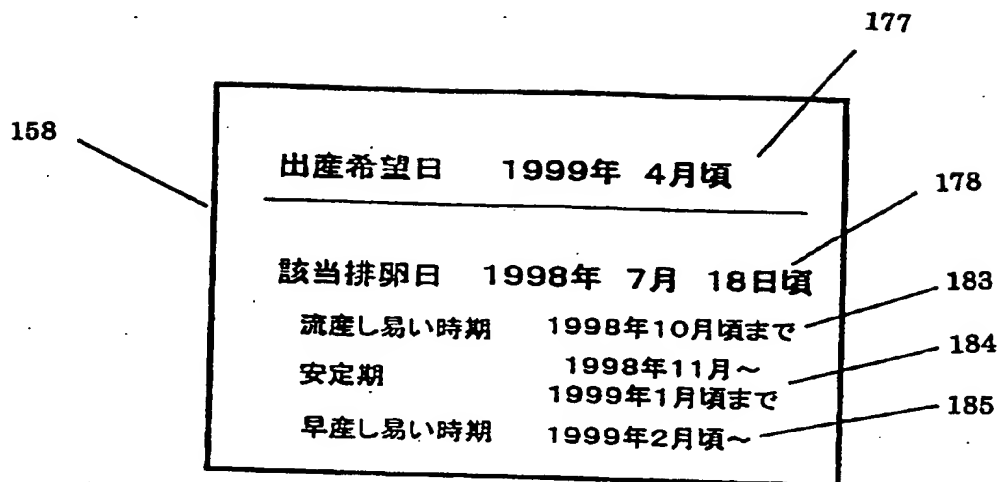 177
158
出産希望日 1999年 4月頃
178
該当排卵日 1998年 7月 18日頃
183
流産し易い時期 1998年10月頃まで
184
安定期 1998年11月～
1999年1月頃まで
185
早産し易い時期 1999年2月頃～